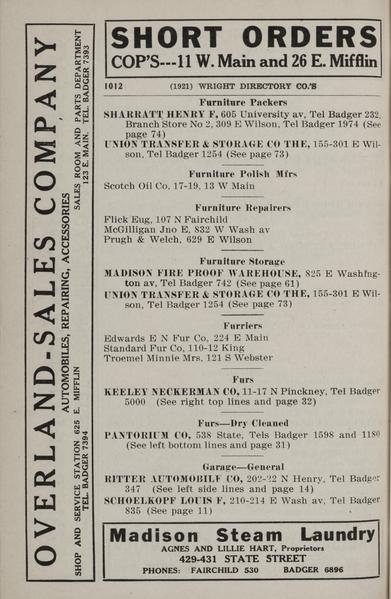 SHORT ORDERS
COP'S---11 W. Main and 26 E. Mifflin
1012 (1921) WRIGHT DIRECTORY CO.'S
Furniture Packers
SHARRATT HENRY F, 605 University av, Tel Badger 232,
Branch Store No 2, 309 E Wilson, Tel Badger 1974 (See
page 74)
UNION TRANSFER & STORAGE CO THE, 155-301 E Wil-
son, Tel Badger 1254 (See page 73)
Furniture Polish Mfrs
Scotch Oil Co, 17-19, 13 W Main
Furniture Repairers
Flick Eug, 107 N Fairchild
McGilligan Jno E, 832 W Wash av
Prugh & Welch, 629 E Wilson
Furniture Storage
MADISON FIRE PROOF WAREHOUSE, 825 E Washing-
ton av, Tel Badger 742 (See page 61)
UNION TRANSFER & STORAGE CO THE, 155-301 E Wil-
son, Tel Badger 1254 (See page 73)
Furriers
Edwards E N Fur Co, 224 E Main
Standard Fur Co, 110-12 King
Troemel Minnie Mrs, 121 S Webster
Furs
KEELEY NECKERMAN CO, 11-17 N Pinckney, Tel Badger
5000 (See right top lines and page 32)
Furs—Dry Cleaned
PANTORIUM CO, 538 State, Tels Badger 1598 and 1180
(See left bottom lines and page 31)
Garage—General
RITTER AUTOMOBILE CO, 202-22 N Henry, Tel Badger
347 (See left side lines and page 14)
SCHOELKOPF LOUIS F, 210-214 E Wash av, Tel Badger
835 (See page 11)
Madison Steam Laundry
AGNES AND LILLIE HART, Proprietors
429-431 STATE STREET
PHONES: FAIRCHILD 530 BADGER 6896
OVERLAND-SALES COMPANY
AUTOMOBILES, REPAIRING, ACCESSORIES
SHOP AND SERVICE STATION 625 E. MIFFLIN
TEL. BADGER 7394
SALES ROOM AND PARTS DEPARTMENT
123 E. MAIN. TEL. BADGER 7393